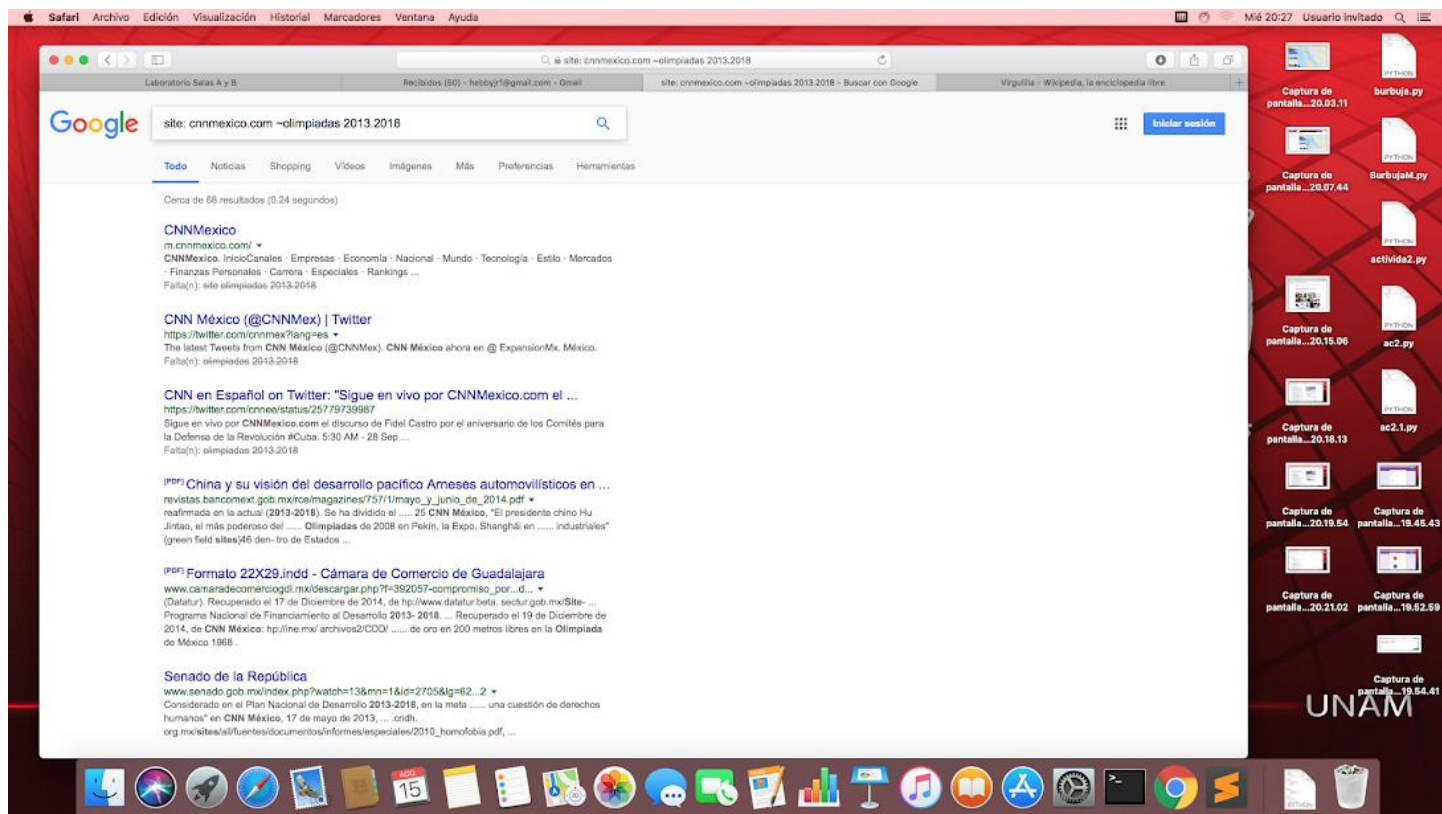 Safari Archivo Edición Visualización Historial Marcadores Ventana Ayuda
Mié 20:27 Usuario invitado
site: cnnmexico.com ~olimpiadas 2013.2018
Laboratorio Salas A y B
Recibidos (50) - hebbyjr1@gmail.com - Gmail
site: cnnmexico.com ~olimpiadas 2013.2018 - Buscar con Google
Virgulilla - Wikipedia, la enciclopedia libre
Google
site: cnnmexico.com ~olimpiadas 2013.2018
Iniciar sesión
Todo Noticias Shopping Vídeos Imágenes Más Preferencias Herramientas
Cerca de 68 resultados (0.24 segundos)
CNNMexico
m.cnnmexico.com/
CNNMexico. InicioCanales · Empresas · Economía · Nacional · Mundo · Tecnología · Estilo · Mercados
· Finanzas Personales · Carrera · Especiales · Rankings ...
Falta(n): site olimpiadas 2013.2018
CNN México (@CNNMex) | Twitter
https://twitter.com/cnnmex?lang=es
The latest Tweets from CNN México (@CNNMex). CNN México ahora en @ ExpansionMx. México.
Falta(n): olimpiadas 2013.2018
CNN en Español on Twitter: "Sigue en vivo por CNNMexico.com el ...
https://twitter.com/cnnee/status/25779739987
Sigue en vivo por CNNMexico.com el discurso de Fidel Castro por el aniversario de los Comités para
la Defensa de la Revolución #Cuba. 5:30 AM - 28 Sep ...
Falta(n): olimpiadas 2013.2018
[PDF] China y su visión del desarrollo pacífico Arneses automovilísticos en ...
revistas.bancomext.gob.mx/rce/magazines/757/1/mayo_y_junio_de_2014.pdf
reafirmada en la actual (2013-2018). Se ha dividido el ..... 25 CNN México, "El presidente chino Hu
Jintao, el más poderoso del ...... Olimpiadas de 2008 en Pekín, la Expo. Shanghái en ...... industriales"
(green field sites)46 den- tro de Estados ...
[PDF] Formato 22X29.indd - Cámara de Comercio de Guadalajara
www.camaradecomerciogdl.mx/descargar.php?f=392057-compromiso_por...d...
(Datatur). Recuperado el 17 de Diciembre de 2014, de hp://www.datatur.beta. sectur.gob.mx/Site- ...
Programa Nacional de Financiamiento al Desarrollo 2013- 2018. ... Recuperado el 19 de Diciembre de
2014, de CNN México: hp://ine.mx/ archivos2/CDD/ ...... de oro en 200 metros libres en la Olimpiada
de México 1968 .
Senado de la República
www.senado.gob.mx/index.php?watch=13&mn=1&id=2705&lg=62...2
Considerado en el Plan Nacional de Desarrollo 2013-2018, en la meta ...... una cuestión de derechos
humanos" en CNN México, 17 de mayo de 2013, ... .cndh.
org.mx/sites/all/fuentes/documentos/informes/especiales/2010_homofobia.pdf, ...
Captura de
pantalla...20.03.11
PYTHON
burbuja.py
Captura de
pantalla...20.07.44
PYTHON
BurbujaM.py
PYTHON
activida2.py
Captura de
pantalla...20.15.06
PYTHON
ac2.py
Captura de
pantalla...20.18.13
PYTHON
ac2.1.py
Captura de
pantalla...20.19.54
Captura de
pantalla...19.45.43
Captura de
pantalla...20.21.02
Captura de
pantalla...19.52.59
Captura de
pantalla...19.54.41
UNAM
AGO
15
PYTHON